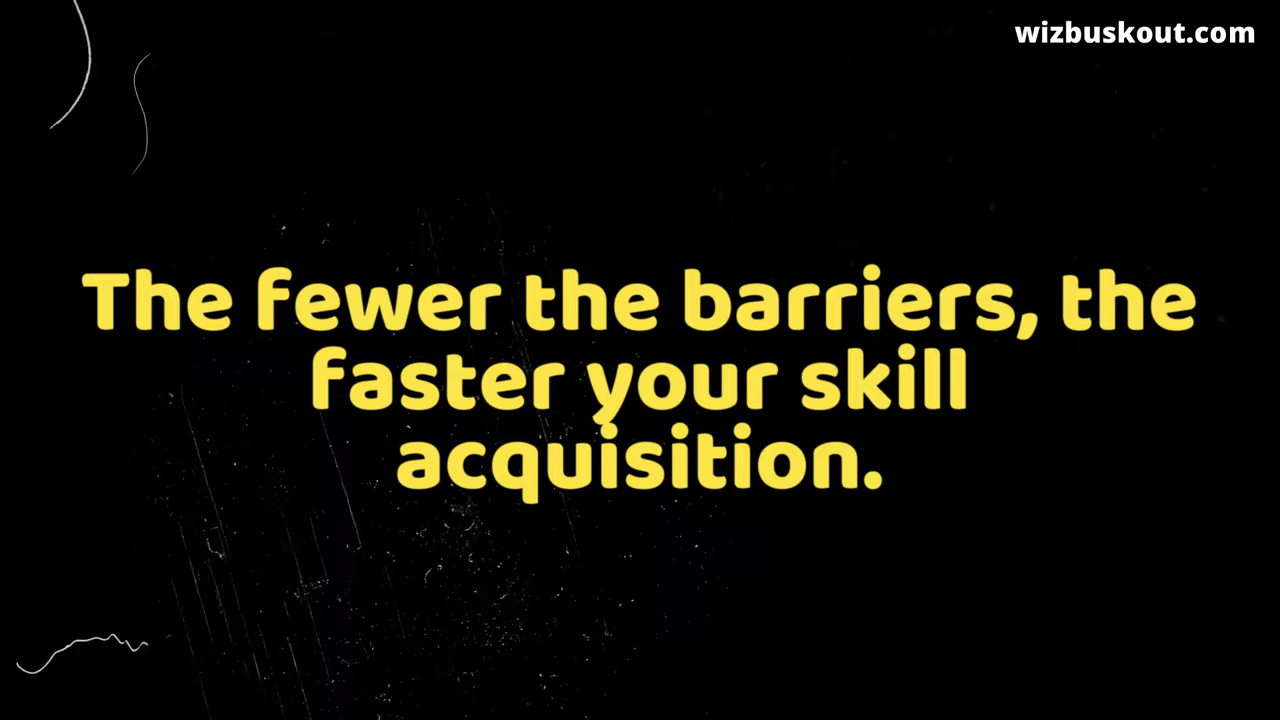 wizbuskout.com
The fewer the barriers, the
faster your skill
acquisition.